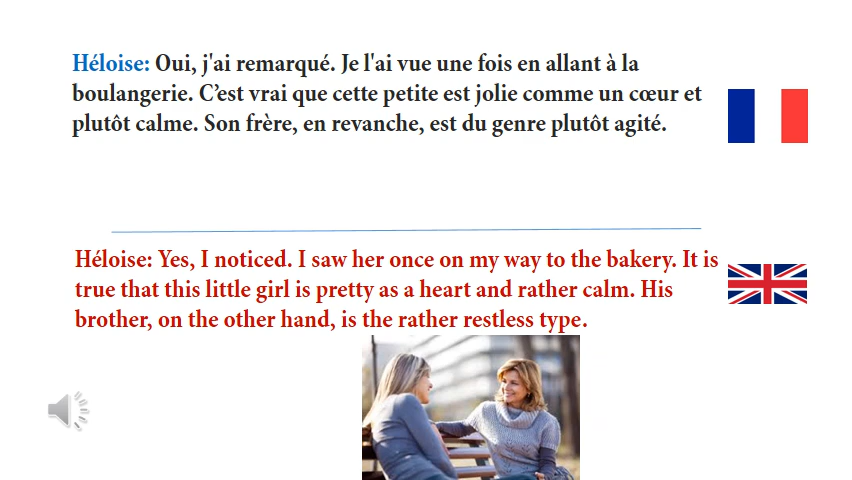 Héloise: Oui, j'ai remarqué. Je l'ai vue une fois en allant à la
boulangerie. C’est vrai que cette petite est jolie comme un cœur et
plutôt calme. Son frère, en revanche, est du genre plutôt agité.
Héloise: Yes, I noticed. I saw her once on my way to the bakery. It is
true that this little girl is pretty as a heart and rather calm. His
brother, on the other hand, is the rather restless type.